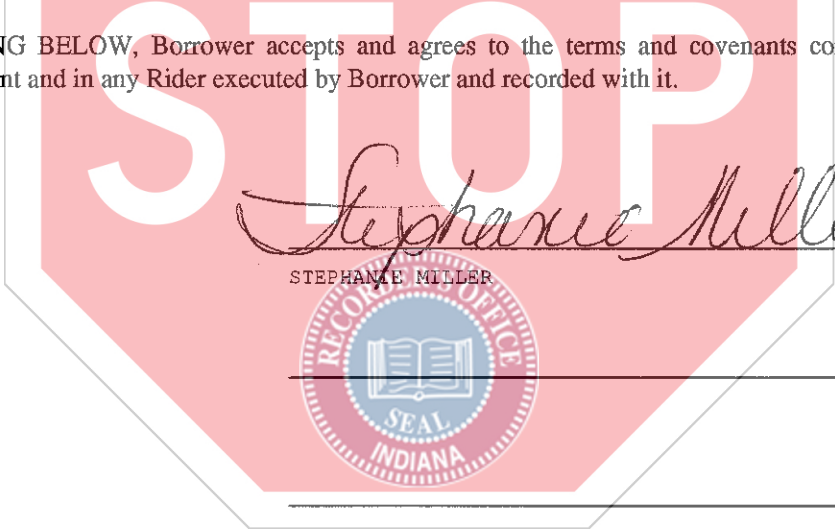 STOP!
NG BELOW, Borrower accepts and agrees to the terms and covenants co
nt and in any Rider executed by Borrower and recorded with it.
Stephanie Mille
STEPHANIE MILLER
RECORDER'S OFFICE
SEAL
INDIANA